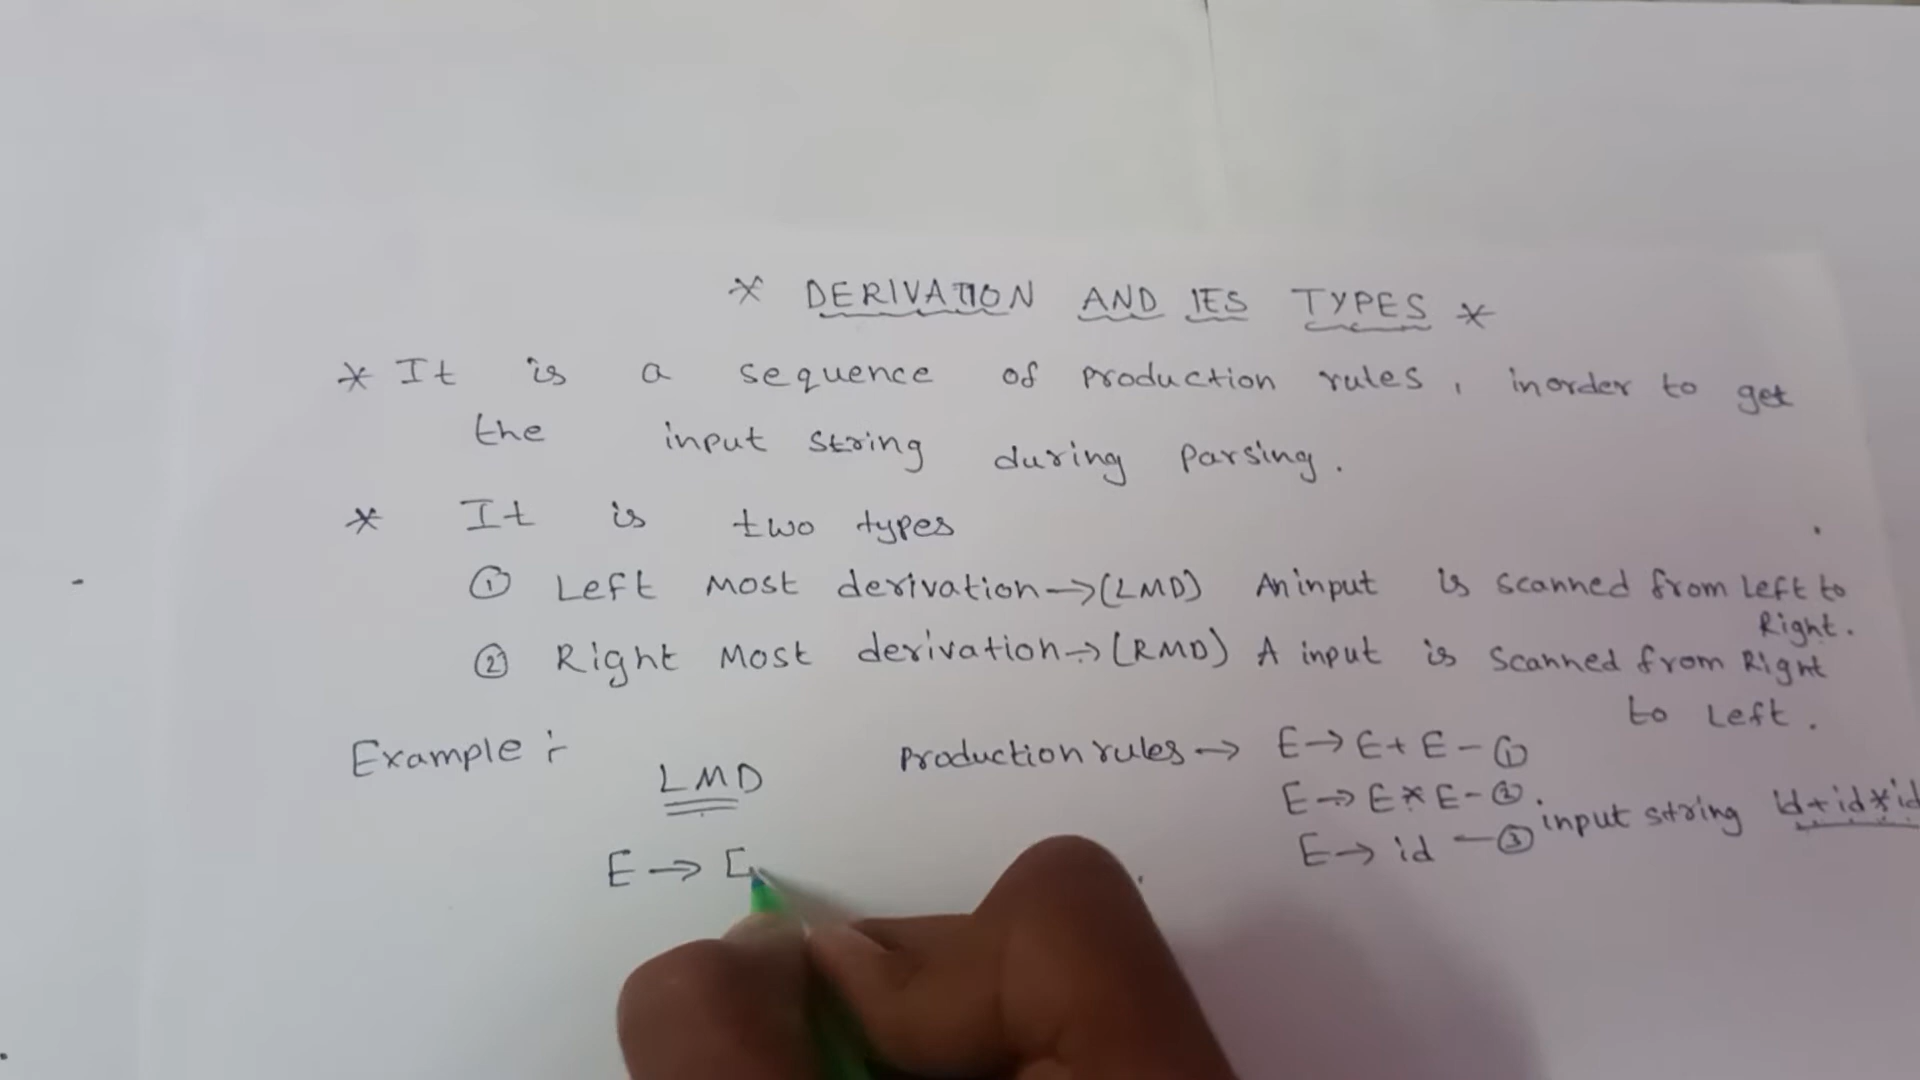 * DERIVATION AND ITS TYPES *
* It is a sequence of production rules, inorder to get
the input string during parsing.
* It is two types
① Left Most derivation → (LMD) An input is scanned from Left to
Right.
② Right Most derivation → (RMD) A input is scanned from Right
to Left.
Example :- Production rules → E → E + E - ①
LMD
E → E * E - ②.
input string id+id*id
E → id - ③
E → E